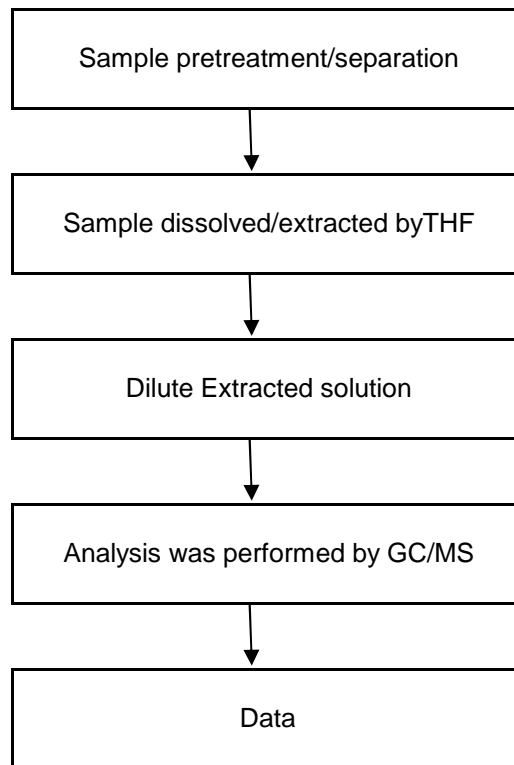 Sample pretreatment/separation
Sample dissolved/extracted byTHF
Dilute Extracted solution
Analysis was performed by GC/MS
Data